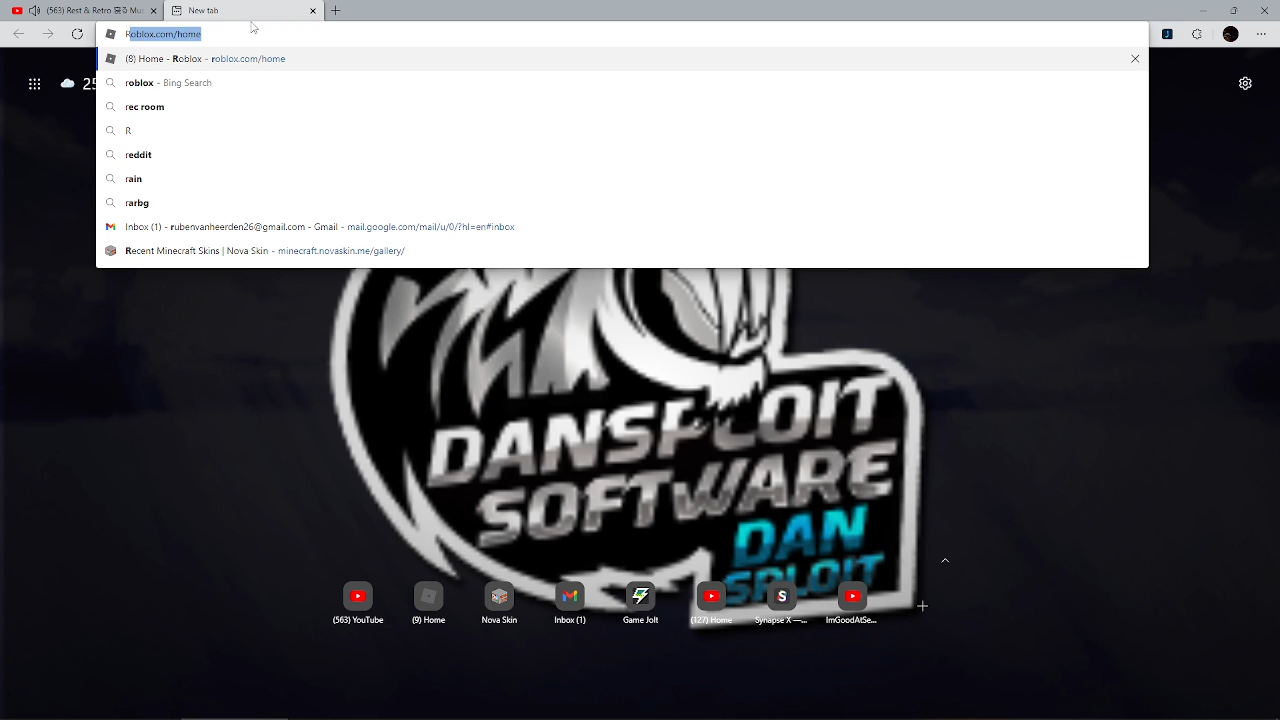 (563) Rest & Retro
New tab
Roblox.com/home
(8) Home - Roblox - roblox.com/home
roblox - Bing Search
rec room
R
reddit
rain
rarbg
Inbox (1) - rubenvanheerden26@gmail.com - Gmail - mail.google.com/mail/u/0/?hl=en#inbox
Recent Minecraft Skins | Nova Skin - minecraft.novaskin.me/gallery/
25
DANSPLOIT
SOFTWARE
DAN
SPLOIT
(563) YouTube
(9) Home
Nova Skin
Inbox (1)
Game Jolt
(127) Home
Synapse X —...
ImGoodAtSe...